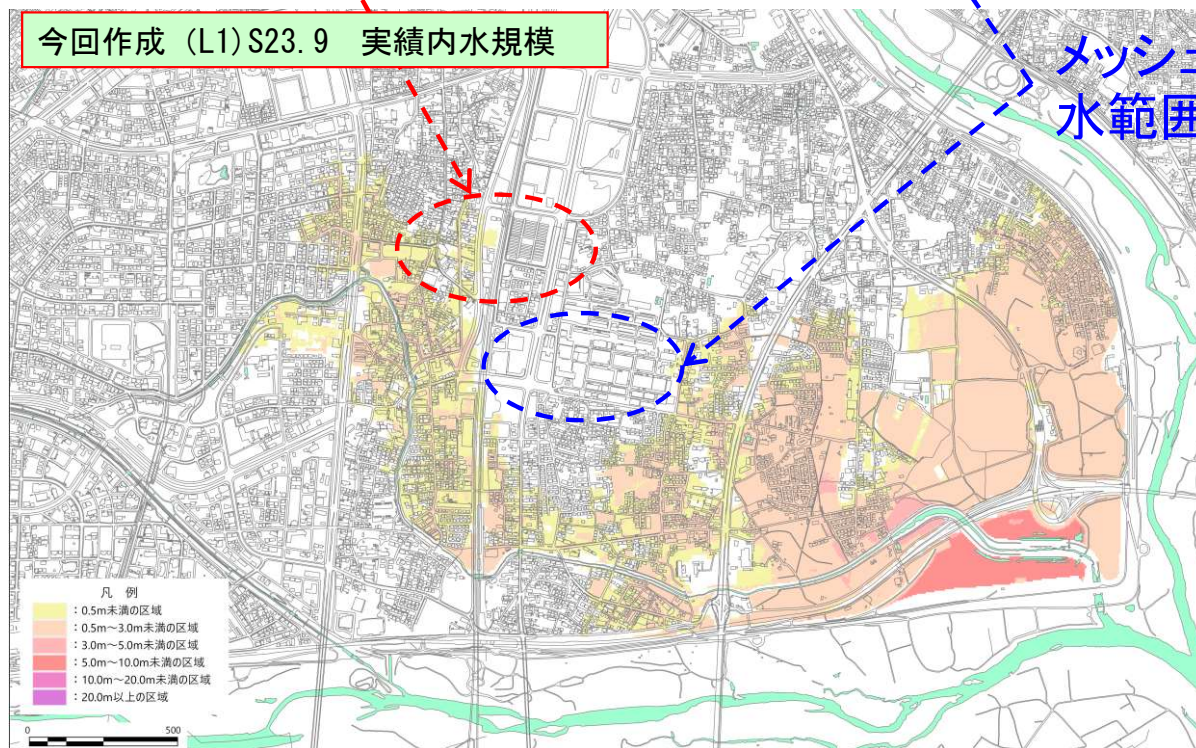 今回作成 (L1)S23.9 実績内水規模
メッシュ
水範囲
凡 例
:0.5m未満の区域
:0.5m~3.0m未満の区域
:3.0m~5.0m未満の区域
:5.0m~10.0m未満の区域
:10.0m~20.0m未満の区域
:20.0m以上の区域
0 500